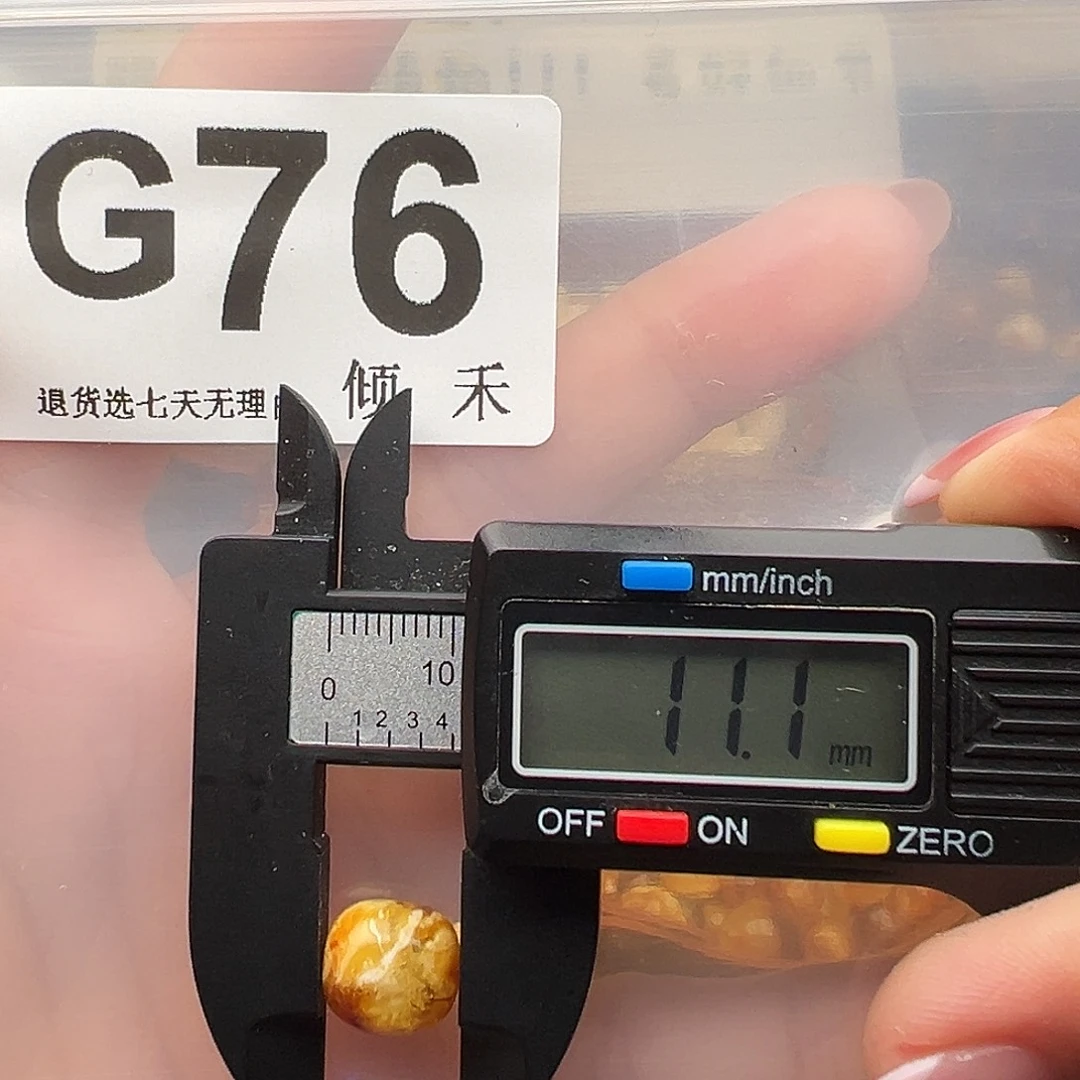 G76
退货选七天无理
倾 禾
mm/inch
0 10
1 2 3 4
11.1 mm
OFF ON ZERO